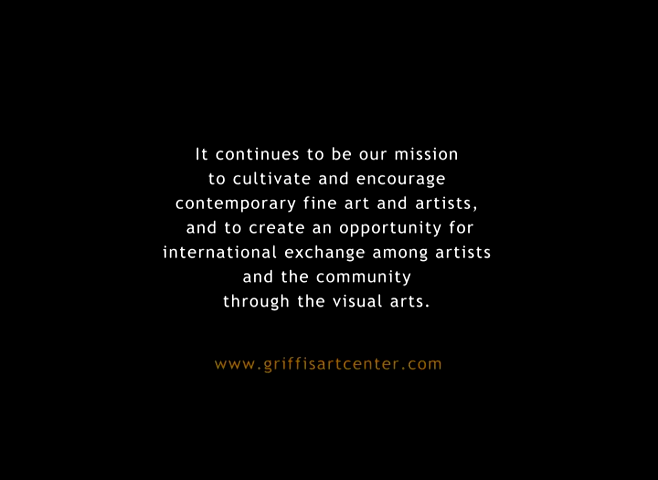 It continues to be our mission
to cultivate and encourage
contemporary fine art and artists,
and to create an opportunity for
international exchange among artists
and the community
through the visual arts.
www.griffisartcenter.com